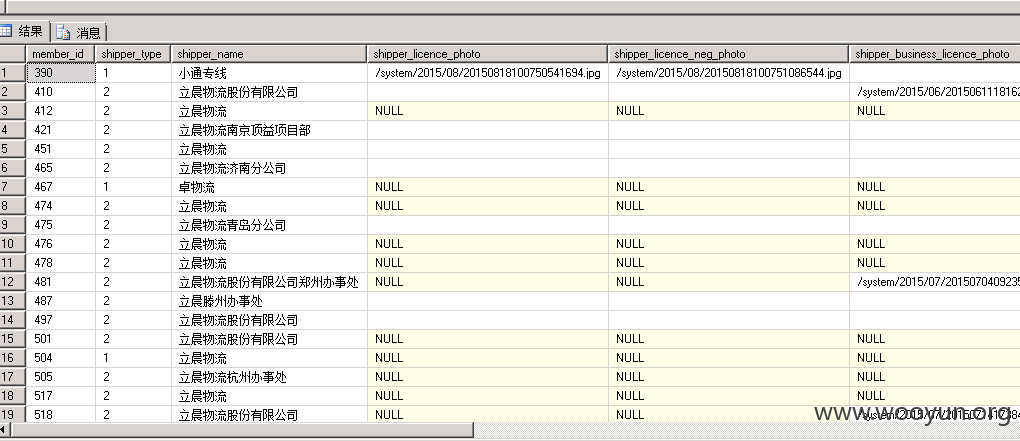 结果 消息
member_id shipper_type shipper_name shipper_licence_photo shipper_licence_neg_photo shipper_business_licence_photo
1 390 1 小通专线 /system/2015/08/20150818100750541694.jpg /system/2015/08/20150818100751086544.jpg
2 410 2 立晨物流股份有限公司 /system/2015/06/2015061118162
3 412 2 立晨物流 NULL NULL NULL
4 421 2 立晨物流南京顶益项目部
5 451 2 立晨物流
6 465 2 立晨物流济南分公司
7 467 1 卓物流 NULL NULL NULL
8 474 2 立晨物流 NULL NULL NULL
9 475 2 立晨物流青岛分公司
10 476 2 立晨物流 NULL NULL NULL
11 478 2 立晨物流 NULL NULL NULL
12 481 2 立晨物流股份有限公司郑州办事处 NULL NULL /system/2015/07/2015070409235
13 487 2 立晨滕州办事处
14 497 2 立晨物流股份有限公司
15 501 2 立晨物流股份有限公司 NULL NULL NULL
16 504 1 立晨物流 NULL NULL NULL
17 505 2 立晨物流杭州办事处 NULL NULL NULL
18 517 2 立晨物流 NULL NULL NULL
19 518 2 立晨物流股份有限公司
www.wooyun.org